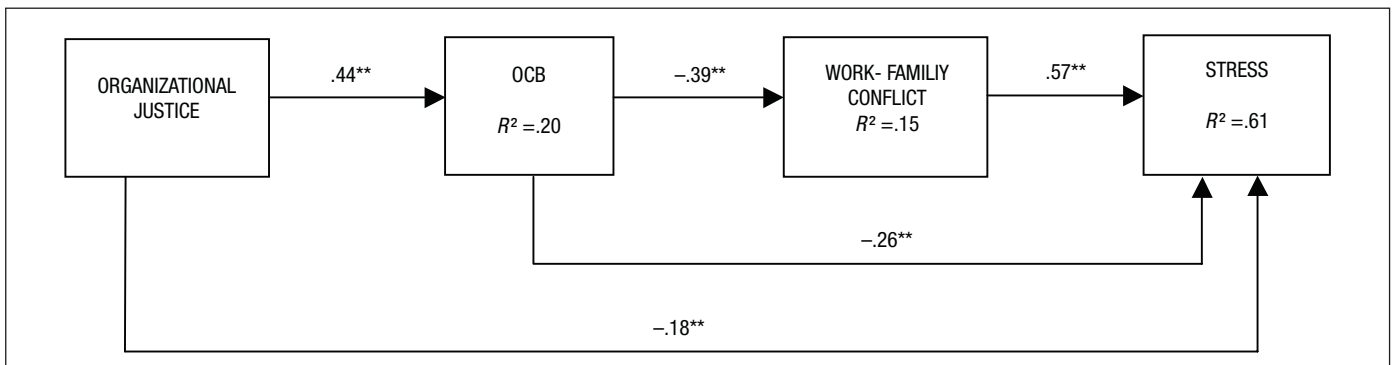 ORGANIZATIONAL
JUSTICE
.44**
OCB
R² =.20
–.39**
WORK- FAMILIY
CONFLICT
R² =.15
.57**
STRESS
R² =.61
–.26**
–.18**